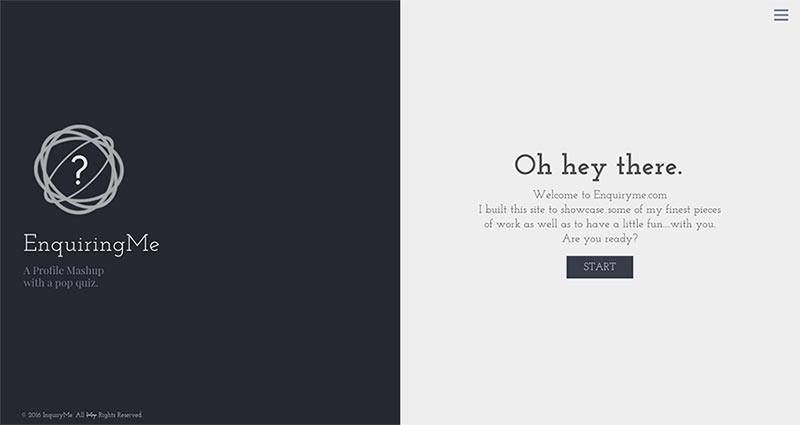 ?
EnquiringMe
A Profile Mashup
with a pop quiz.
© 2016 InquiryMe. All My Rights Reserved.
Oh hey there.
Welcome to Enquiryme.com
I built this site to showcase some of my finest pieces
of work as well as to have a little fun....with you.
Are you ready?
START